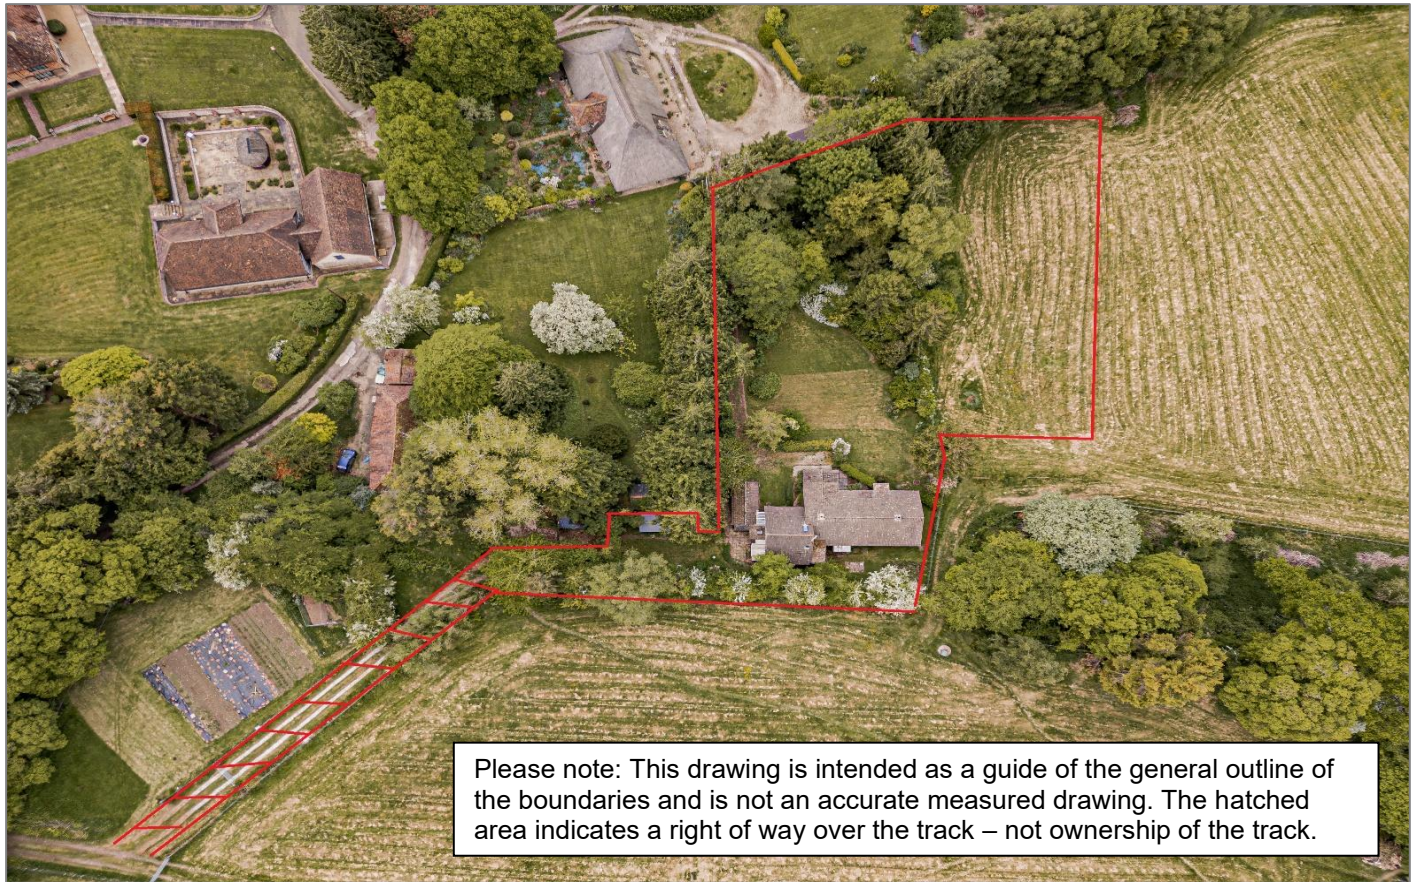 Please note: This drawing is intended as a guide of the general outline of
the boundaries and is not an accurate measured drawing. The hatched
area indicates a right of way over the track – not ownership of the track.